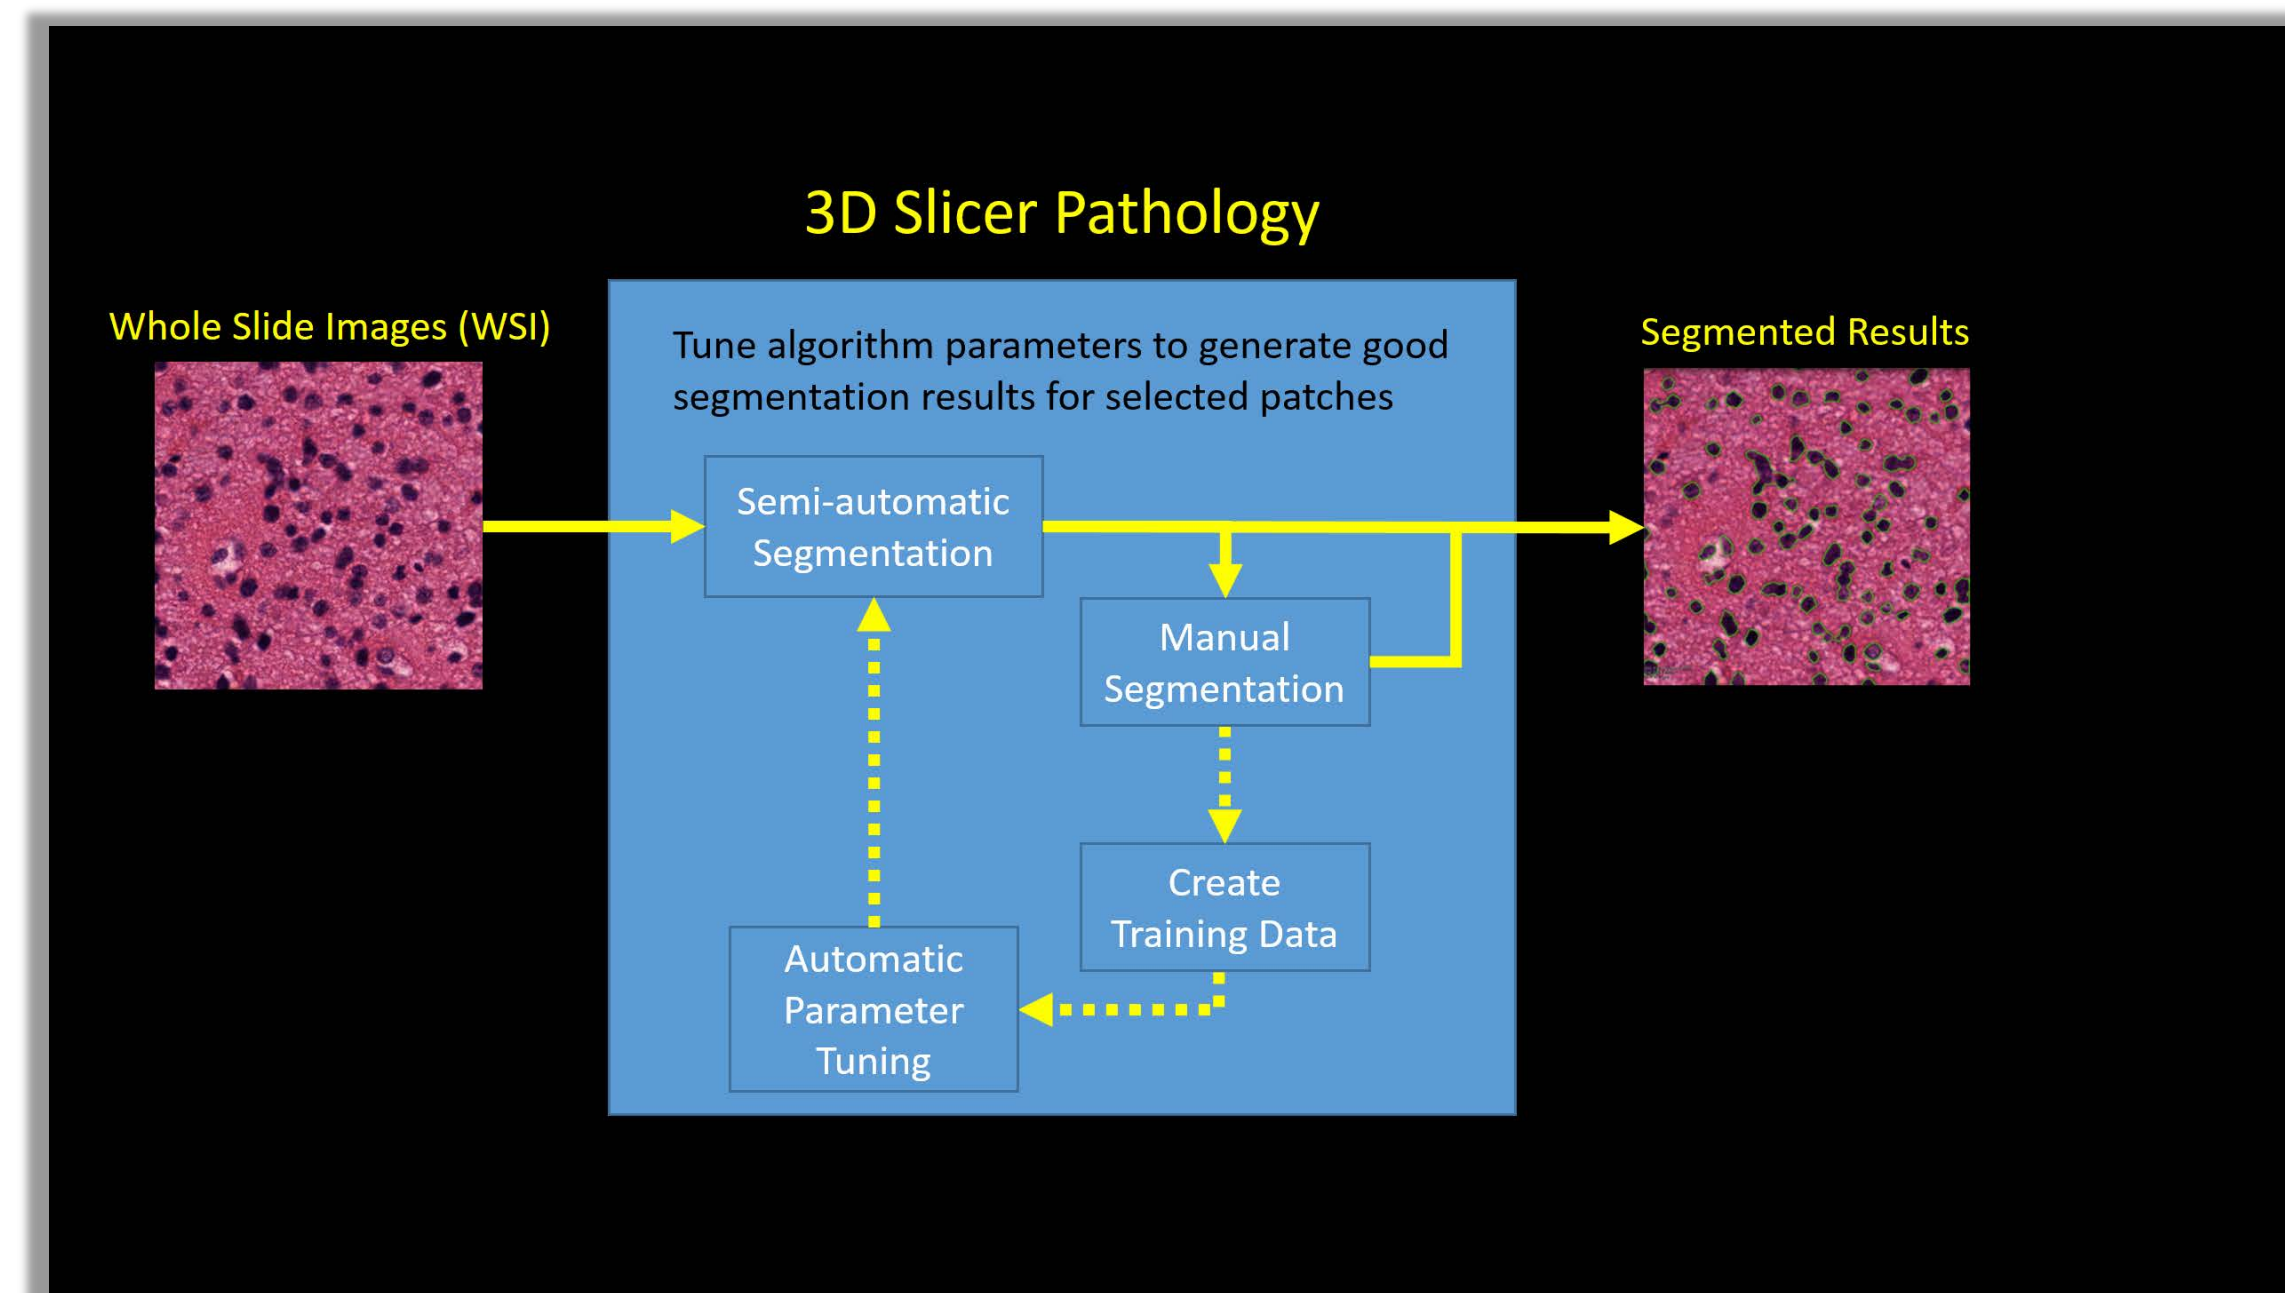 3D Slicer Pathology
Whole Slide Images (WSI)
Tune algorithm parameters to generate good
segmentation results for selected patches
Segmented Results
Semi-automatic
Segmentation
Manual
Segmentation
Create
Training Data
Automatic
Parameter
Tuning